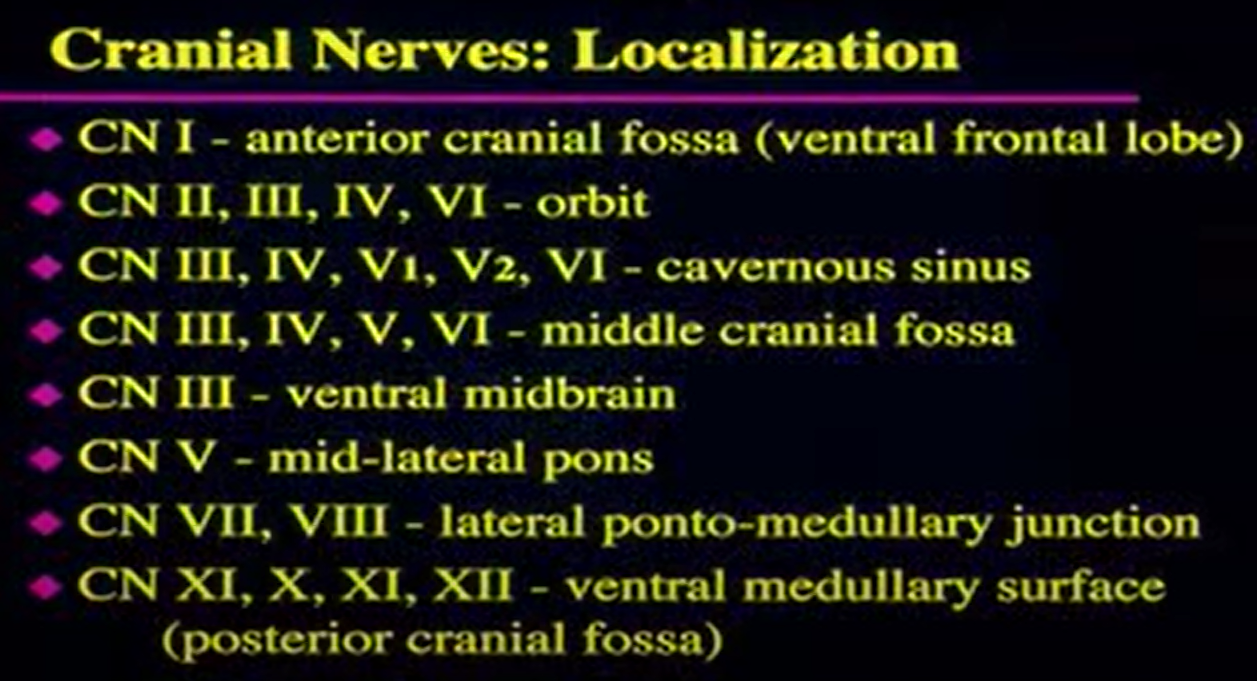 Cranial Nerves: Localization
CN I - anterior cranial fossa (ventral frontal lobe)
CN II, III, IV, VI - orbit
CN III, IV, V1, V2, VI - cavernous sinus
CN III, IV, V, VI - middle cranial fossa
CN III - ventral midbrain
CN V - mid-lateral pons
CN VII, VIII - lateral ponto-medullary junction
CN XI, X, XI, XII - ventral medullary surface
(posterior cranial fossa)